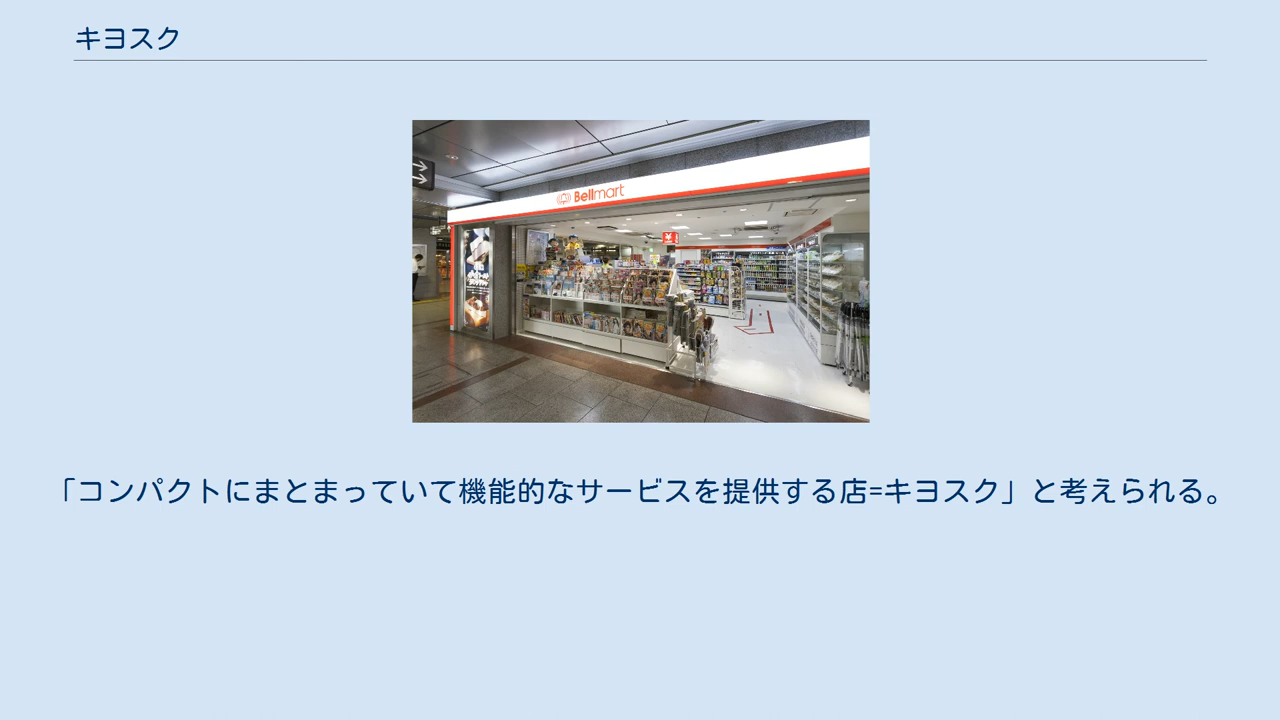 キヨスク
Bellmart
「コンパクトにまとまっていて機能的なサービスを提供する店=キヨスク」と考えられる。